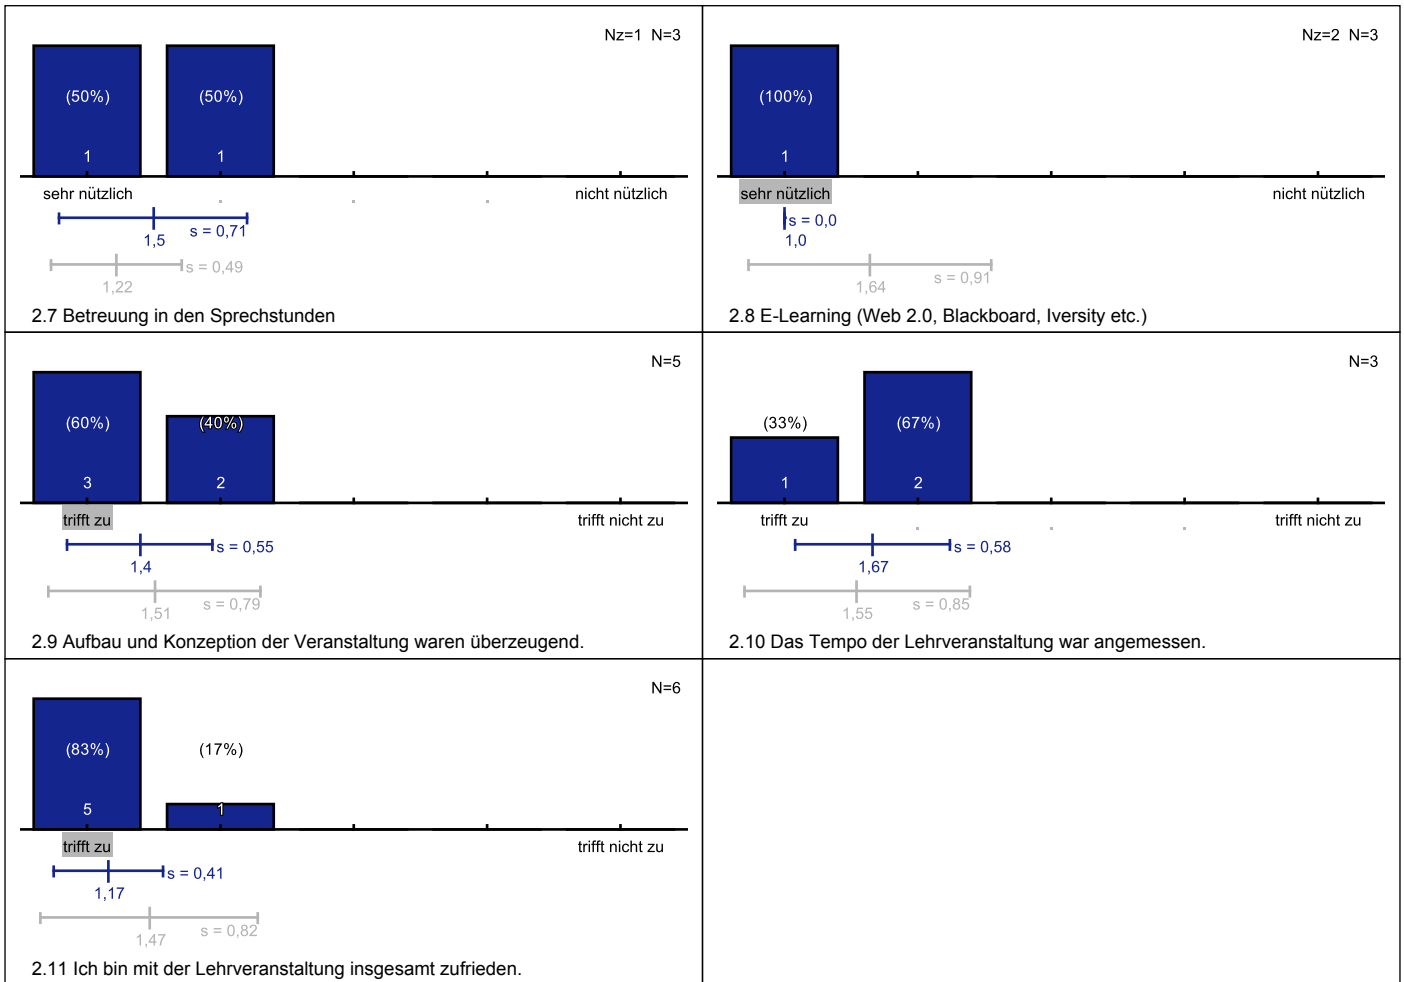 Nz=1 N=3
(50%) (50%)
1 1
sehr nützlich nicht nützlich
s = 0,71
1,5
s = 0,49
1,22
2.7 Betreuung in den Sprechstunden
Nz=2 N=3
(100%)
1
sehr nützlich nicht nützlich
s = 0,0
1,0
s = 0,91
1,64
2.8 E-Learning (Web 2.0, Blackboard, Iversity etc.)
N=5
(60%) (40%)
3 2
trifft zu trifft nicht zu
s = 0,55
1,4
s = 0,79
1,51
2.9 Aufbau und Konzeption der Veranstaltung waren überzeugend.
N=3
(33%) (67%)
1 2
trifft zu trifft nicht zu
s = 0,58
1,67
s = 0,85
1,55
2.10 Das Tempo der Lehrveranstaltung war angemessen.
N=6
(83%) (17%)
5 1
trifft zu trifft nicht zu
s = 0,41
1,17
s = 0,82
1,47
2.11 Ich bin mit der Lehrveranstaltung insgesamt zufrieden.